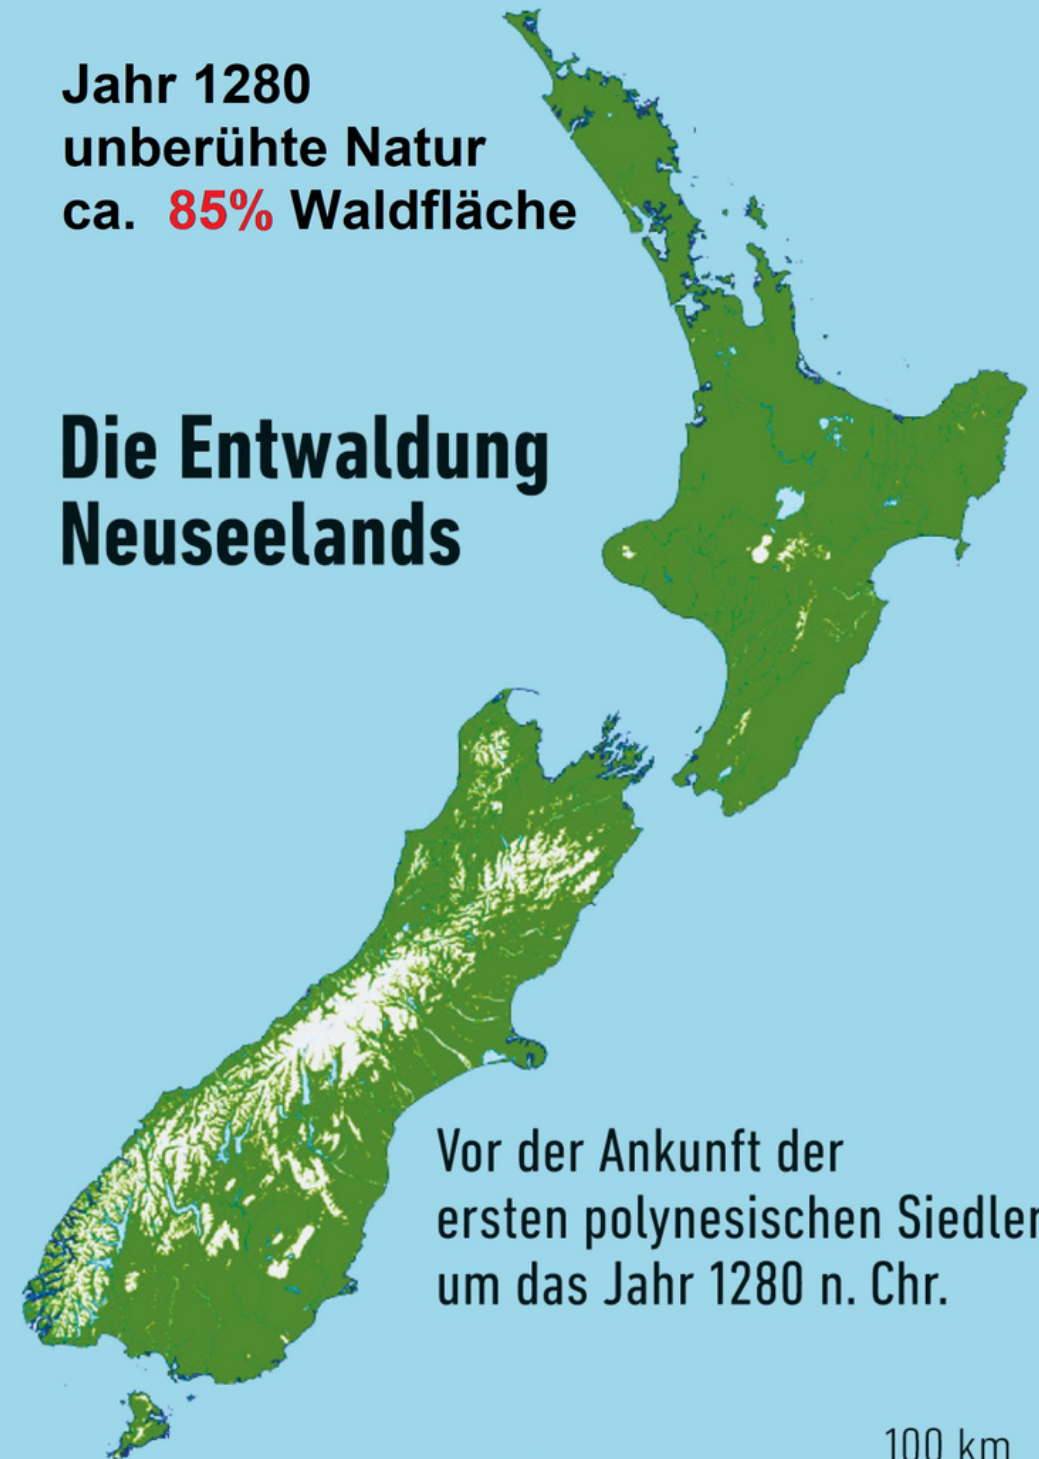 Jahr 1280
unberühte Natur
ca. 85% Waldfläche
Die Entwaldung
Neuseelands
Vor der Ankunft der
ersten polynesischen Siedler
um das Jahr 1280 n. Chr.
100 km